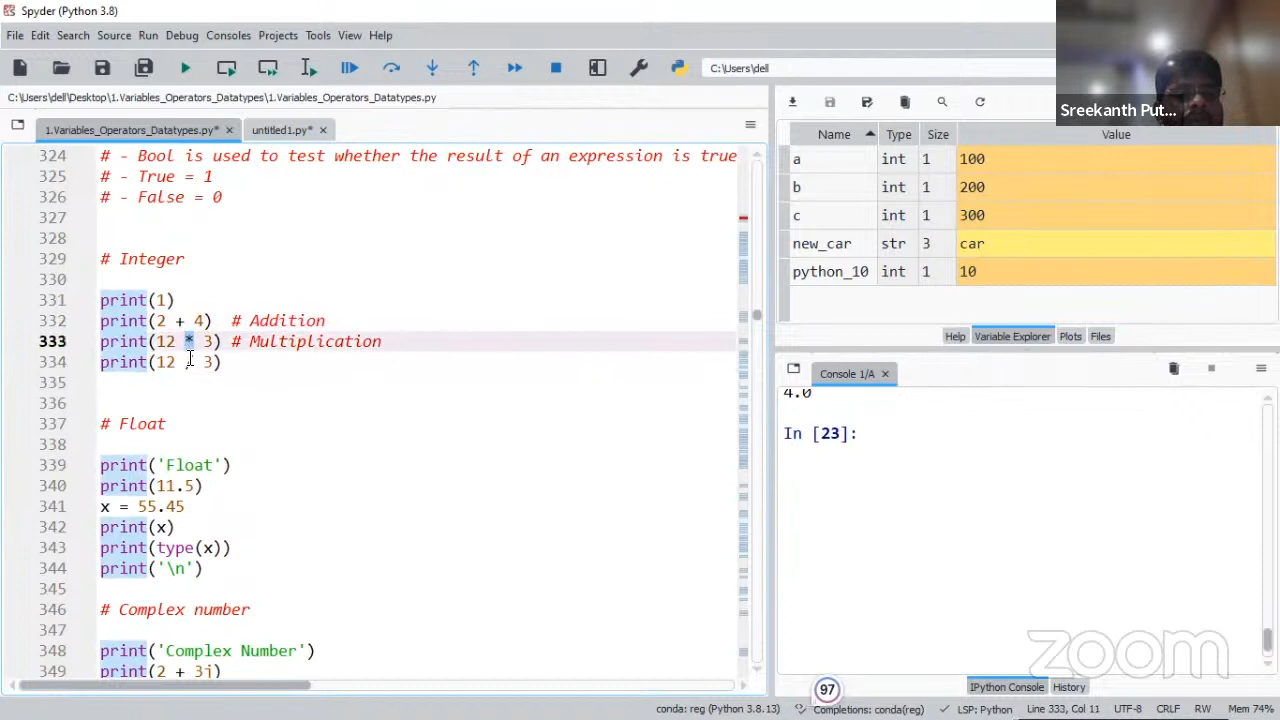 Spyder (Python 3.8)
File Edit Search Source Run Debug Consoles Projects Tools View Help
C:\Users\dell
Sreekanth Put...
C:\Users\dell\Desktop\1.Variables_Operators_Datatypes\1.Variables_Operators_Datatypes.py
1.Variables_Operators_Datatypes.py* untitled1.py*
324 # - Bool is used to test whether the result of an expression is true
325 # - True = 1
326 # - False = 0
327
328
329 # Integer
330
331 print(1)
332 print(2 + 4) # Addition
333 print(12 * 3) # Multiplication
334 print(12 3)
335
336
337 # Float
338
339 print('Float')
340 print(11.5)
341 x = 55.45
342 print(x)
343 print(type(x))
344 print('\n')
345
346 # Complex number
347
348 print('Complex Number')
349 print(2 + 3j)
Name Type Size Value
a int 1 100
b int 1 200
c int 1 300
new_car str 3 car
python_10 int 1 10
Help Variable Explorer Plots Files
Console 1/A
4.0
In [23]:
zoom
97
IPython Console History
conda: reg (Python 3.8.13) Completions: conda(reg) LSP: Python Line 333, Col 11 UTF-8 CRLF RW Mem 74%